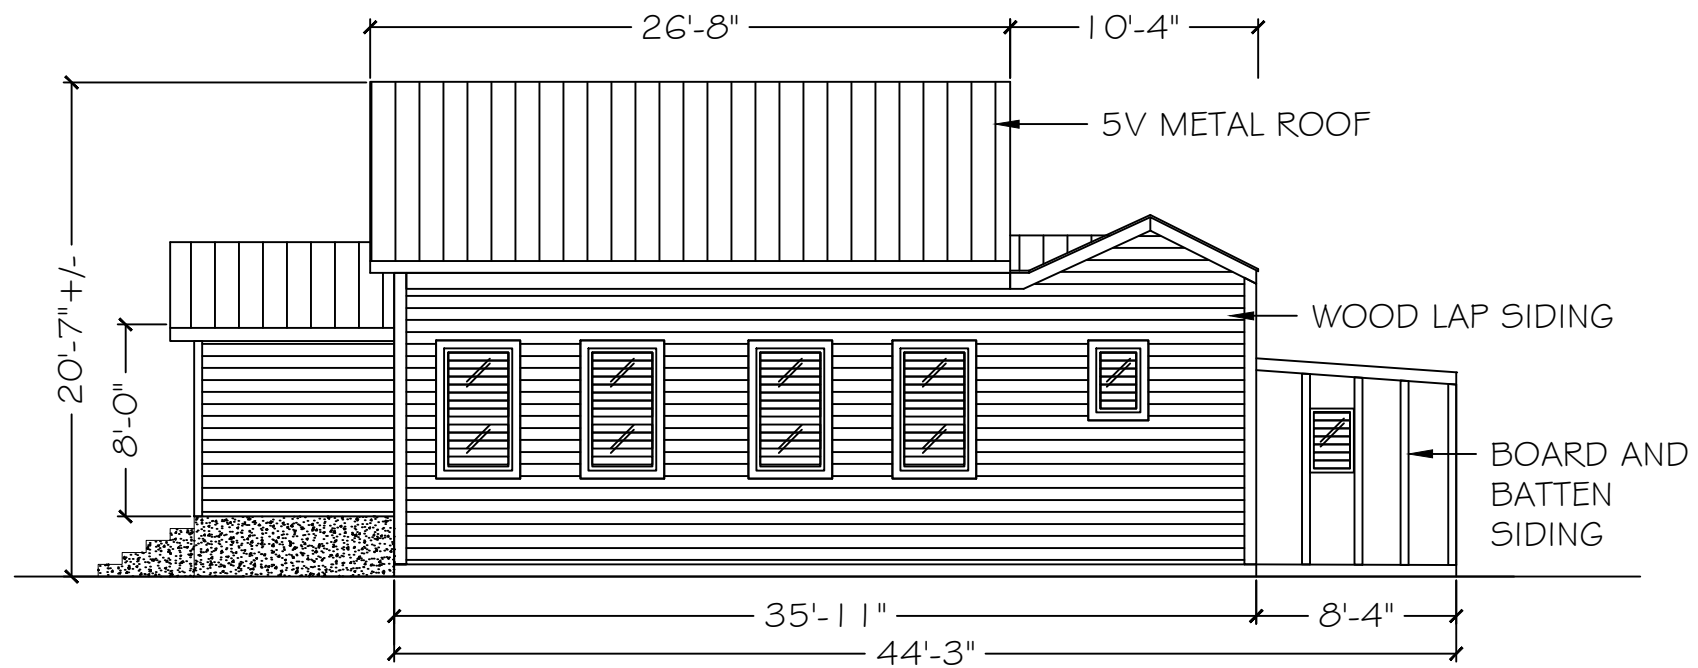 26'-8"
10'-4"
5V METAL ROOF
20'-7"+/-
WOOD LAP SIDING
8'-0"
BOARD AND
BATTEN
SIDING
35'-11"
8'-4"
44'-3"